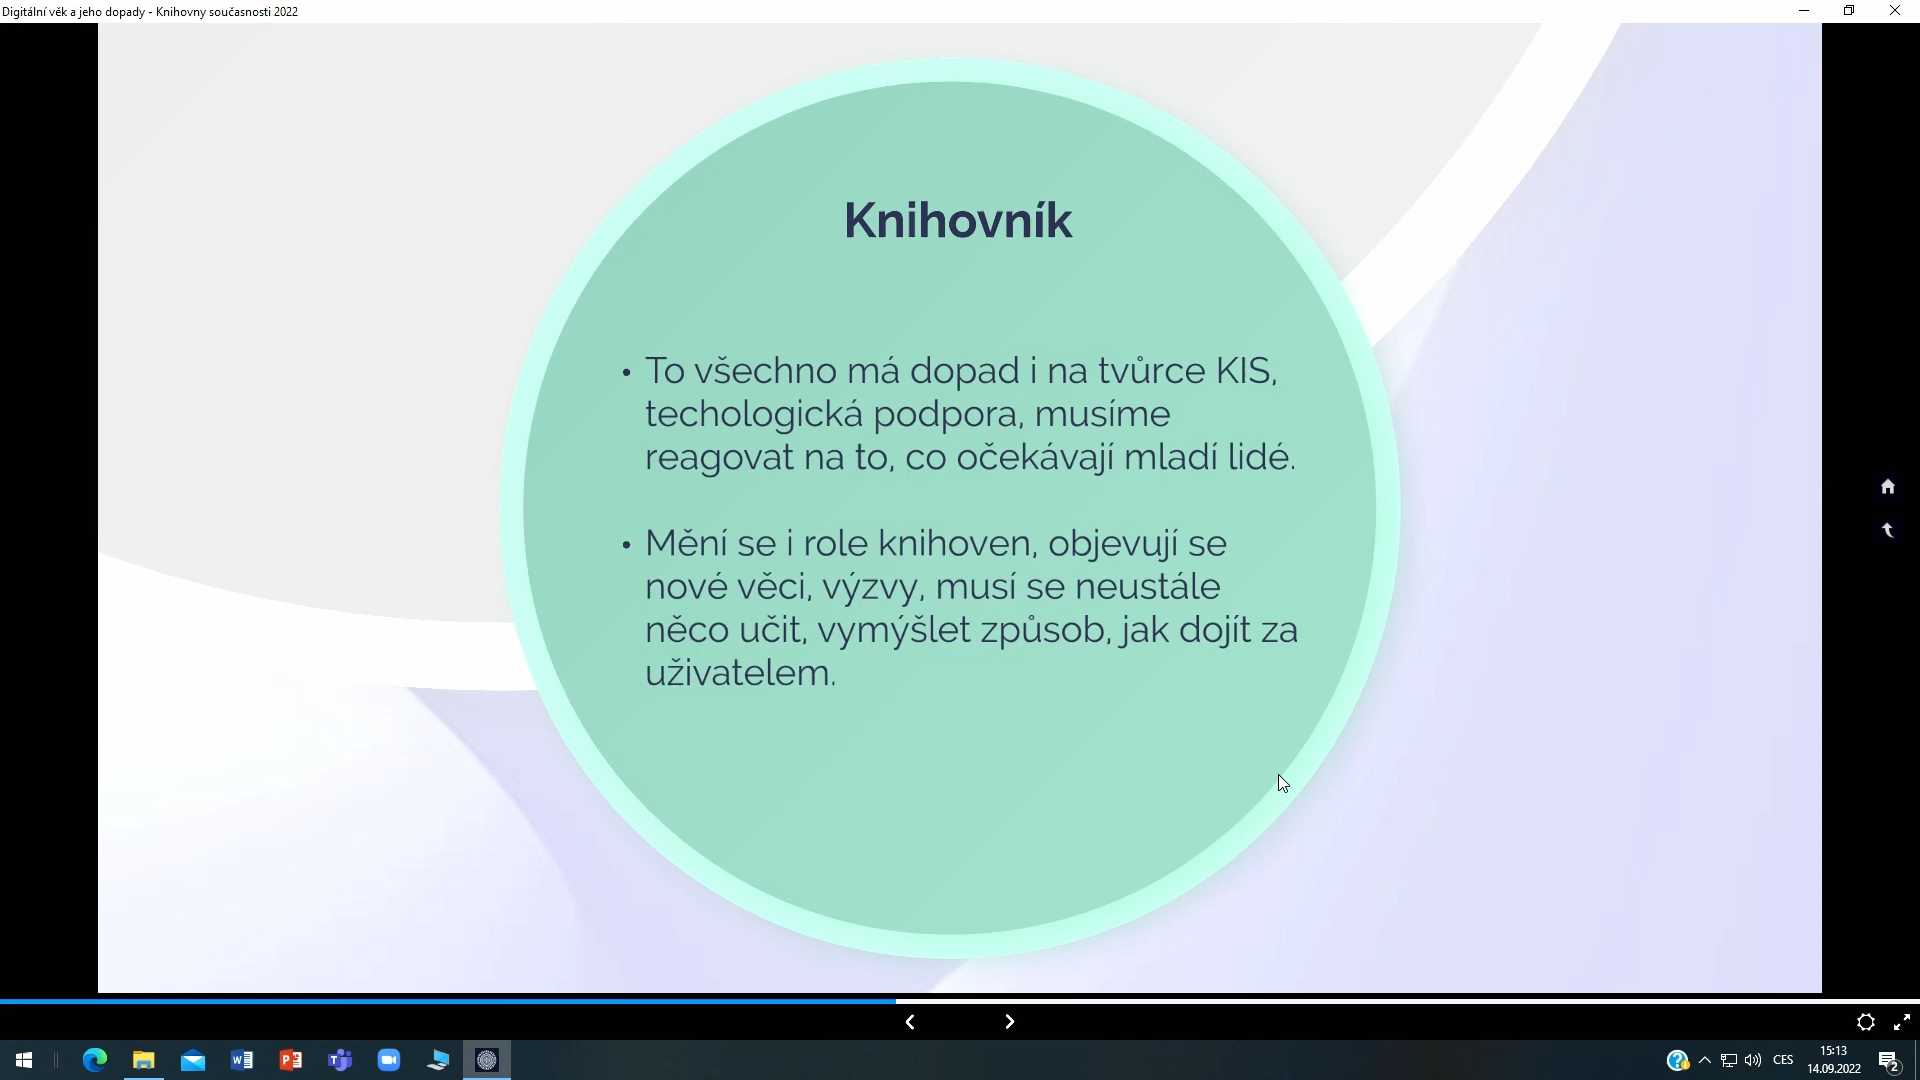 Digitální věk a jeho dopady - Knihovny současnosti 2022
Knihovník
• To všechno má dopad i na tvůrce KIS,
techologická podpora, musíme
reagovat na to, co očekávají mladí lidé.
• Mění se i role knihoven, objevují se
nové věci, výzvy, musí se neustále
něco učit, vymýšlet způsob, jak dojít za
uživatelem.
CES
15:13
14.09.2022
2